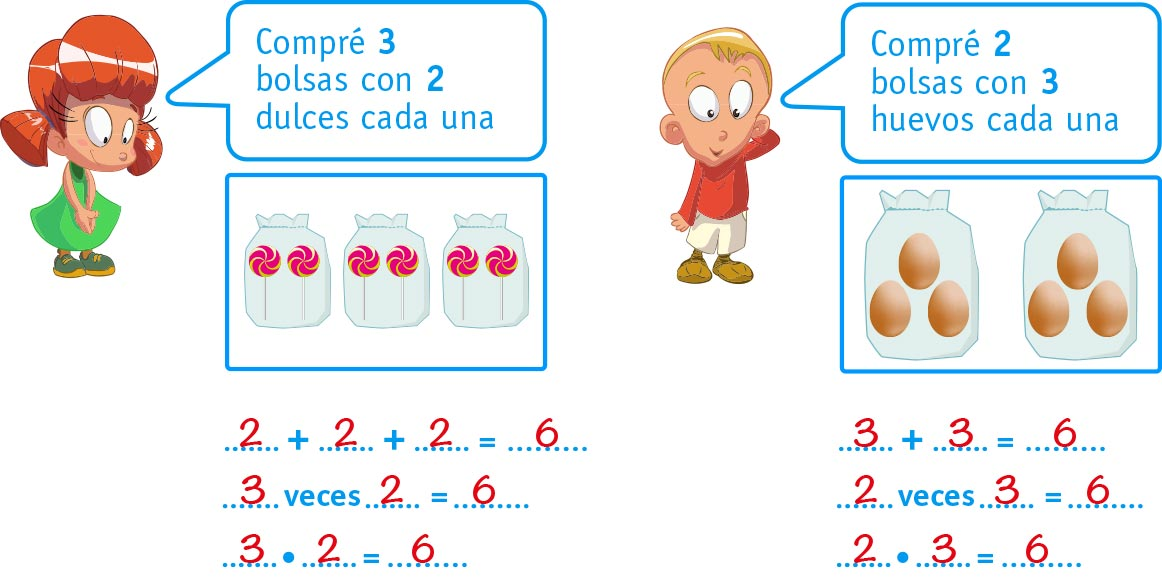 Compré 3
bolsas con 2
dulces cada una
2 + 2 + 2 = 6
3 veces 2 = 6
3 • 2 = 6
Compré 2
bolsas con 3
huevos cada una
3 + 3 = 6
2 veces 3 = 6
2 • 3 = 6